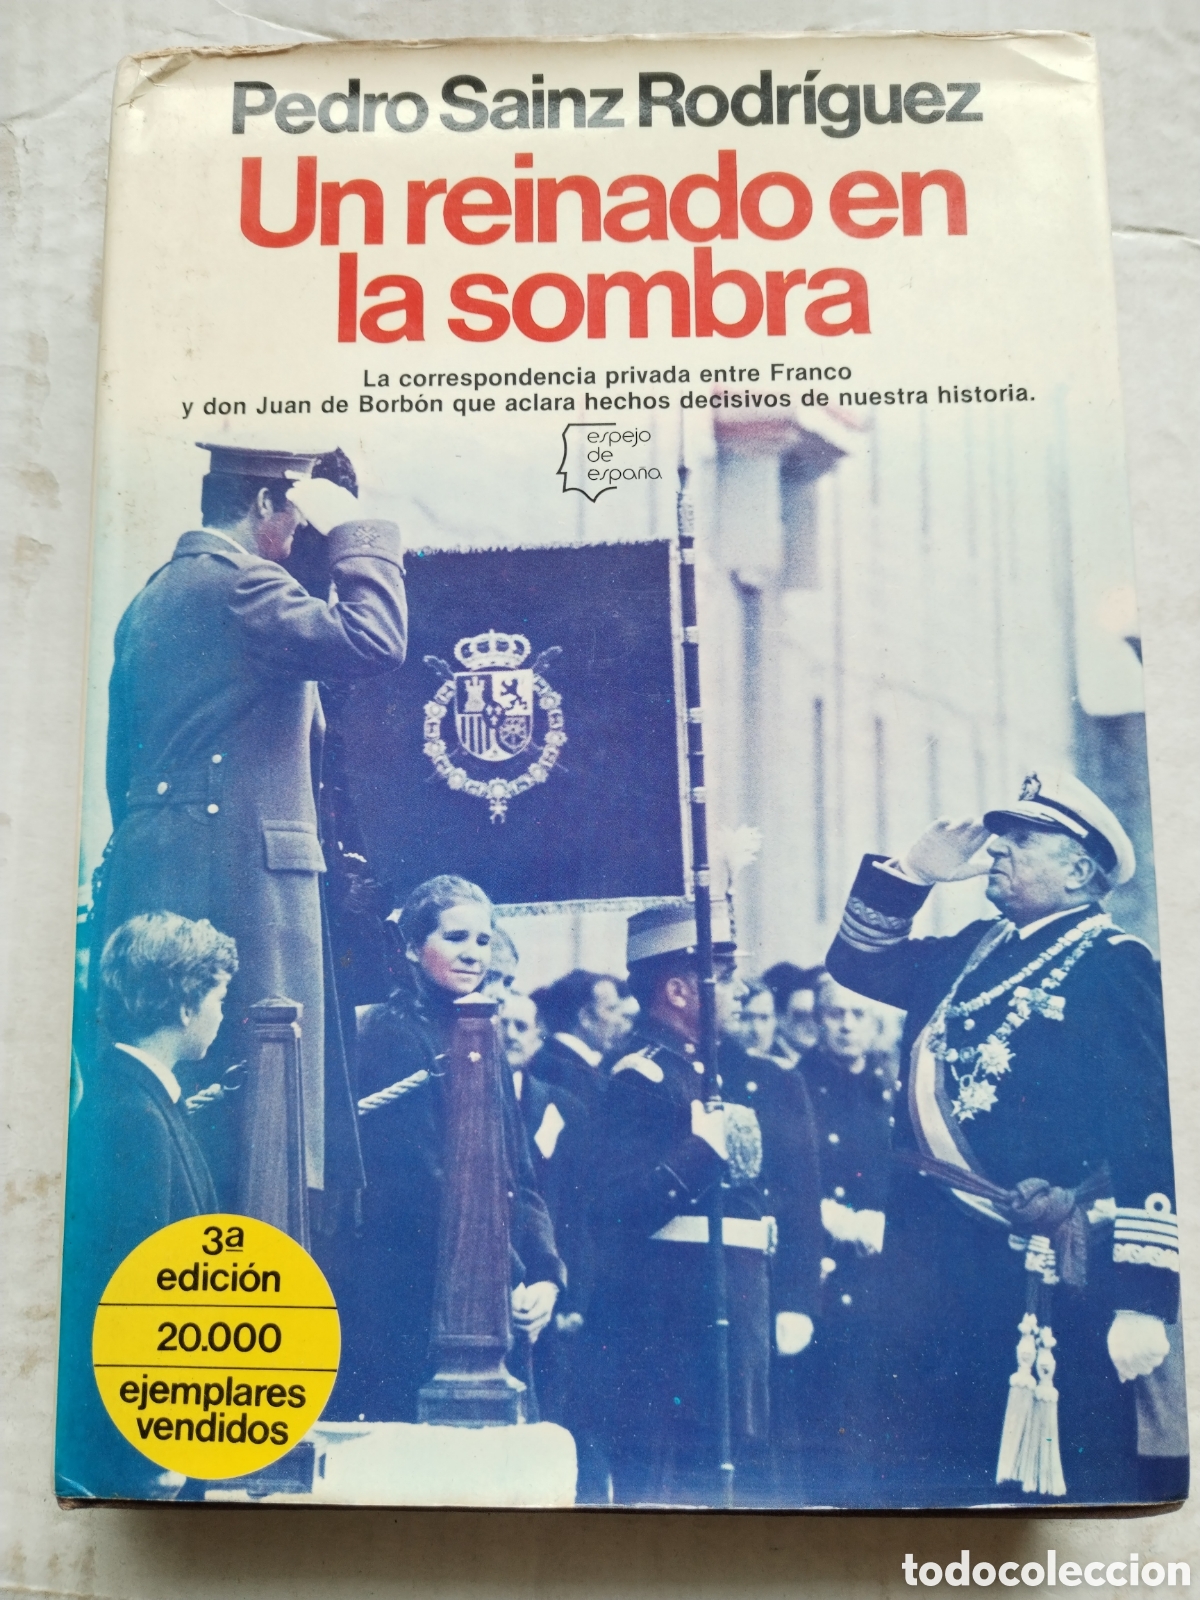 Pedro Sainz Rodríguez
Un reinado en
la sombra
La correspondencia privada entre Franco
y don Juan de Borbón que aclara hechos decisivos de nuestra historia.
espejo
de
españa
3ª
edición
20.000
ejemplares
vendidos
todocoleccion